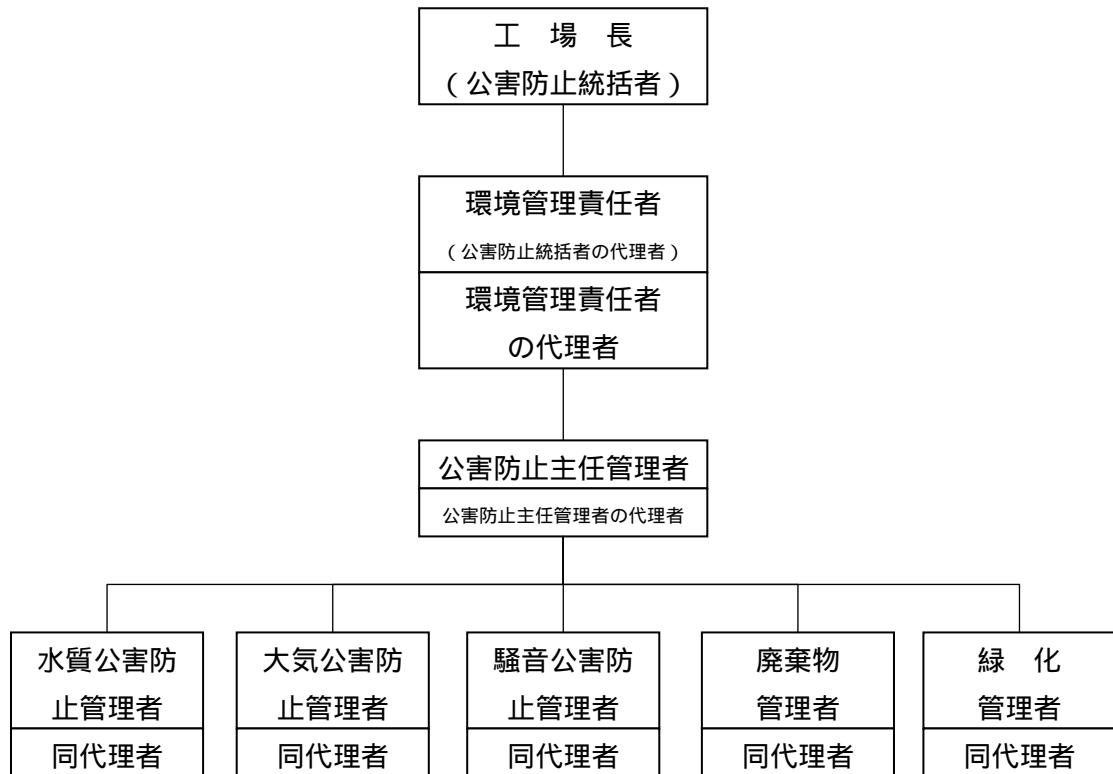 工　場　長
（公害防止統括者）
環境管理責任者
（公害防止統括者の代理者）
環境管理責任者
の代理者
公害防止主任管理者
公害防止主任管理者の代理者
水質公害防
止管理者
同代理者
大気公害防
止管理者
同代理者
騒音公害防
止管理者
同代理者
廃棄物
管理者
同代理者
緑　化
管理者
同代理者